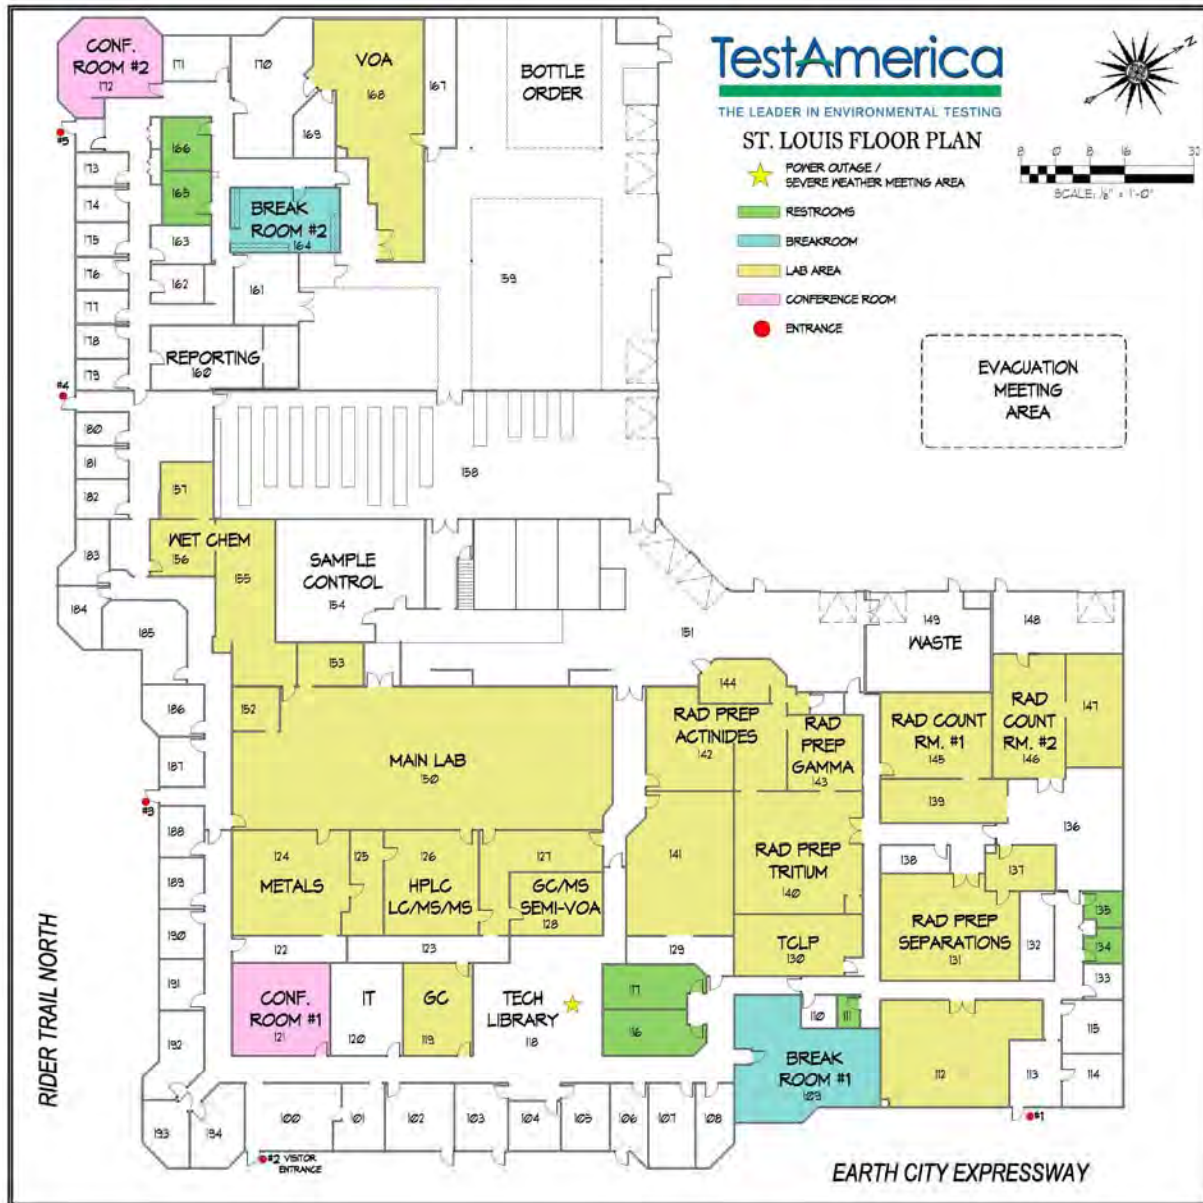 CONF.
ROOM #2
172
171
170
VOA
168
167
BOTTLE
ORDER
TestAmerica
THE LEADER IN ENVIRONMENTAL TESTING
ST. LOUIS FLOOR PLAN
POWER OUTAGE /
SEVERE WEATHER MEETING AREA
RESTROOMS
BREAKROOM
LAB AREA
CONFERENCE ROOM
ENTRANCE
N
8 0 8 16 32
SCALE: ⅛" = 1'-0"
EVACUATION
MEETING
AREA
#5
169
166
165
173
174
175
176
177
178
179
163
162
161
BREAK
ROOM #2
164
159
REPORTING
160
#4
180
181
182
183
184
185
158
157
WET CHEM
156
155
SAMPLE
CONTROL
154
153
151
149
WASTE
148
186
187
152
MAIN LAB
150
144
RAD PREP
ACTINIDES
142
RAD
PREP
GAMMA
143
RAD COUNT
RM. #1
145
RAD
COUNT
RM. #2
146
147
#3
188
189
190
191
192
193
194
124
METALS
125
126
HPLC
LC/MS/MS
127
GC/MS
SEMI-VOA
128
141
RAD PREP
TRITIUM
140
139
138
137
136
135
134
133
132
RAD PREP
SEPARATIONS
131
122
123
129
TCLP
130
CONF.
ROOM #1
121
IT
120
GC
119
TECH
LIBRARY
118
117
116
110
111
BREAK
ROOM #1
109
112
113
114
115
#1
100
101
102
103
104
105
106
107
108
#2 VISITOR
ENTRANCE
RIDER TRAIL NORTH
EARTH CITY EXPRESSWAY